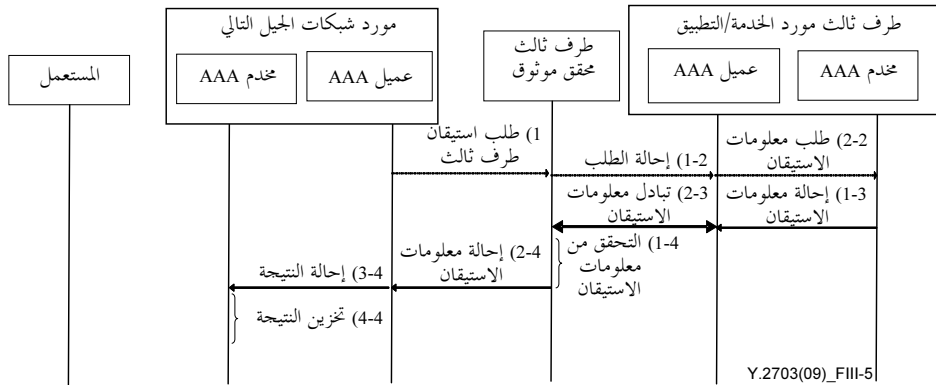 طرف ثالث مورد الخدمة/التطبيق
مخدم AAA
عميل AAA
طرف ثالث
محقق موثوق
مورد شبكات الجيل التالي
عميل AAA
مخدم AAA
المستعمل
1) طلب استيقان
طرف ثالث
1-2) إحالة الطلب
2-2) طلب معلومات
الاستيقان
1-3) إحالة معلومات
الاستيقان
2-3) تبادل معلومات
الاستيقان
1-4) التحقق من
معلومات
الاستيقان
2-4) إحالة معلومات
الاستيقان
3-4) إحالة النتيجة
4-4) تخزين النتيجة
Y.2703(09)_FIII-5